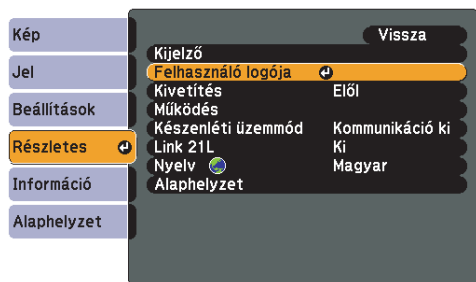 Kép
Jel
Beállítások
Részletes
Információ
Alaphelyzet
Vissza
Kijelző
Felhasználó logója
Kivetítés Elől
Működés
Készenléti üzemmód Kommunikáció ki
Link 21L Ki
Nyelv Magyar
Alaphelyzet